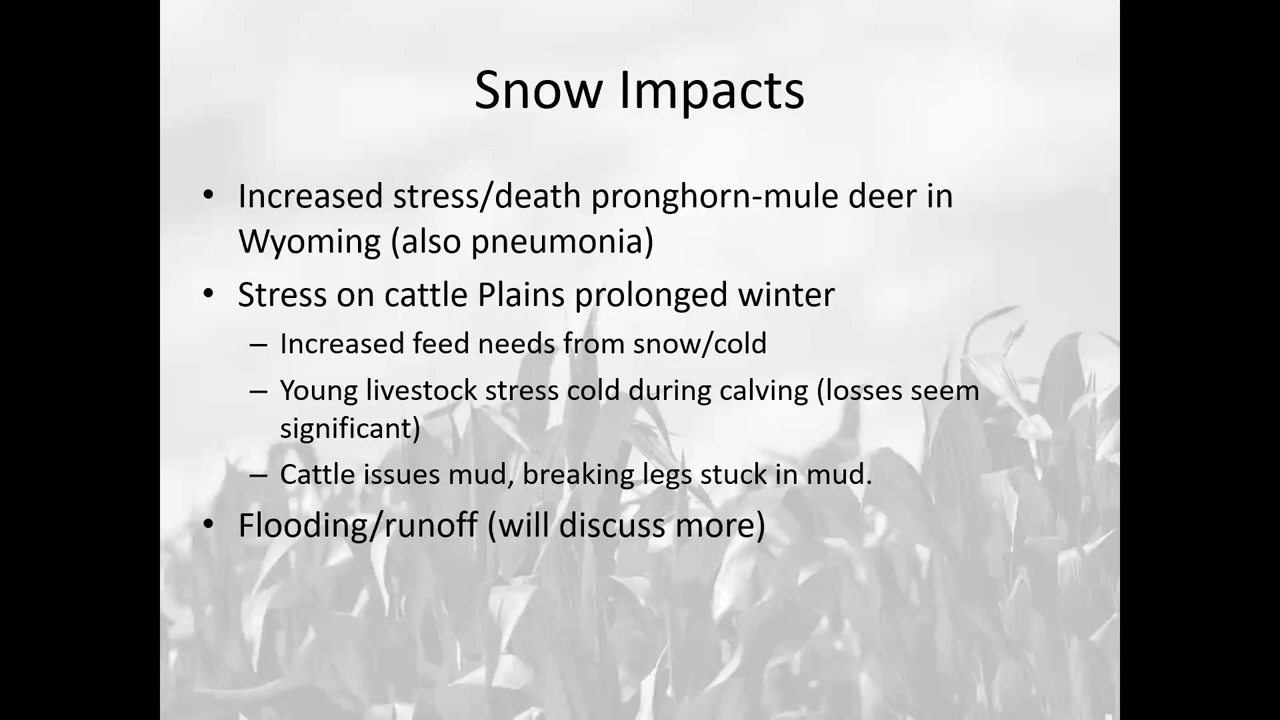 Snow Impacts
• Increased stress/death pronghorn-mule deer in
Wyoming (also pneumonia)
• Stress on cattle Plains prolonged winter
– Increased feed needs from snow/cold
– Young livestock stress cold during calving (losses seem
significant)
– Cattle issues mud, breaking legs stuck in mud.
• Flooding/runoff (will discuss more)